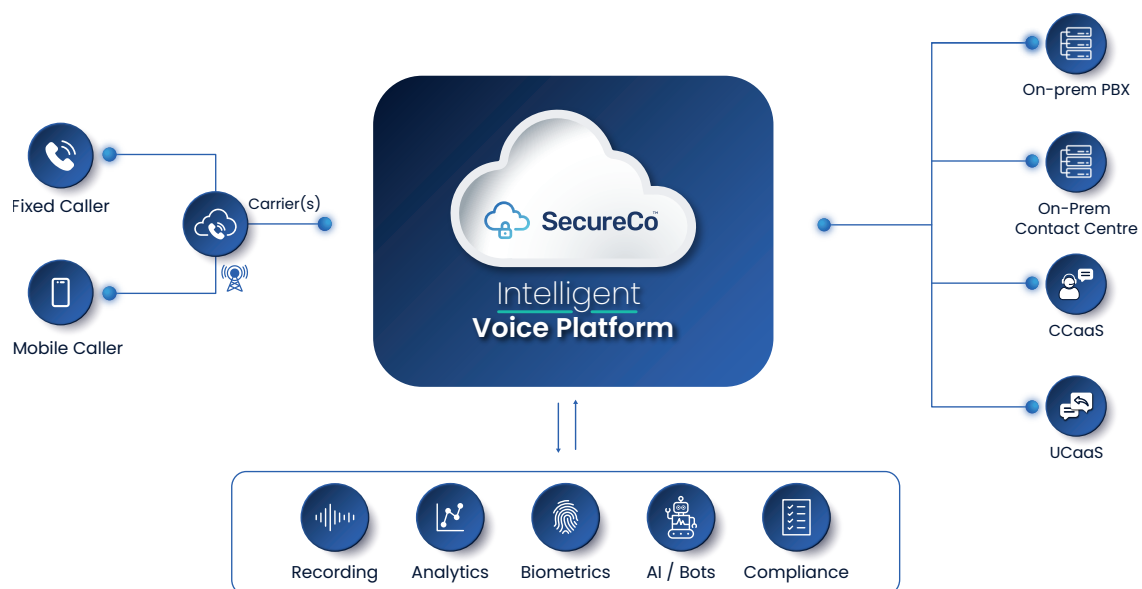 Fixed Caller
Mobile Caller
Carrier(s)
SecureCo™
Intelligent
Voice Platform
On-prem PBX
On-Prem
Contact Centre
CCaaS
UCaaS
Recording
Analytics
Biometrics
AI / Bots
Compliance